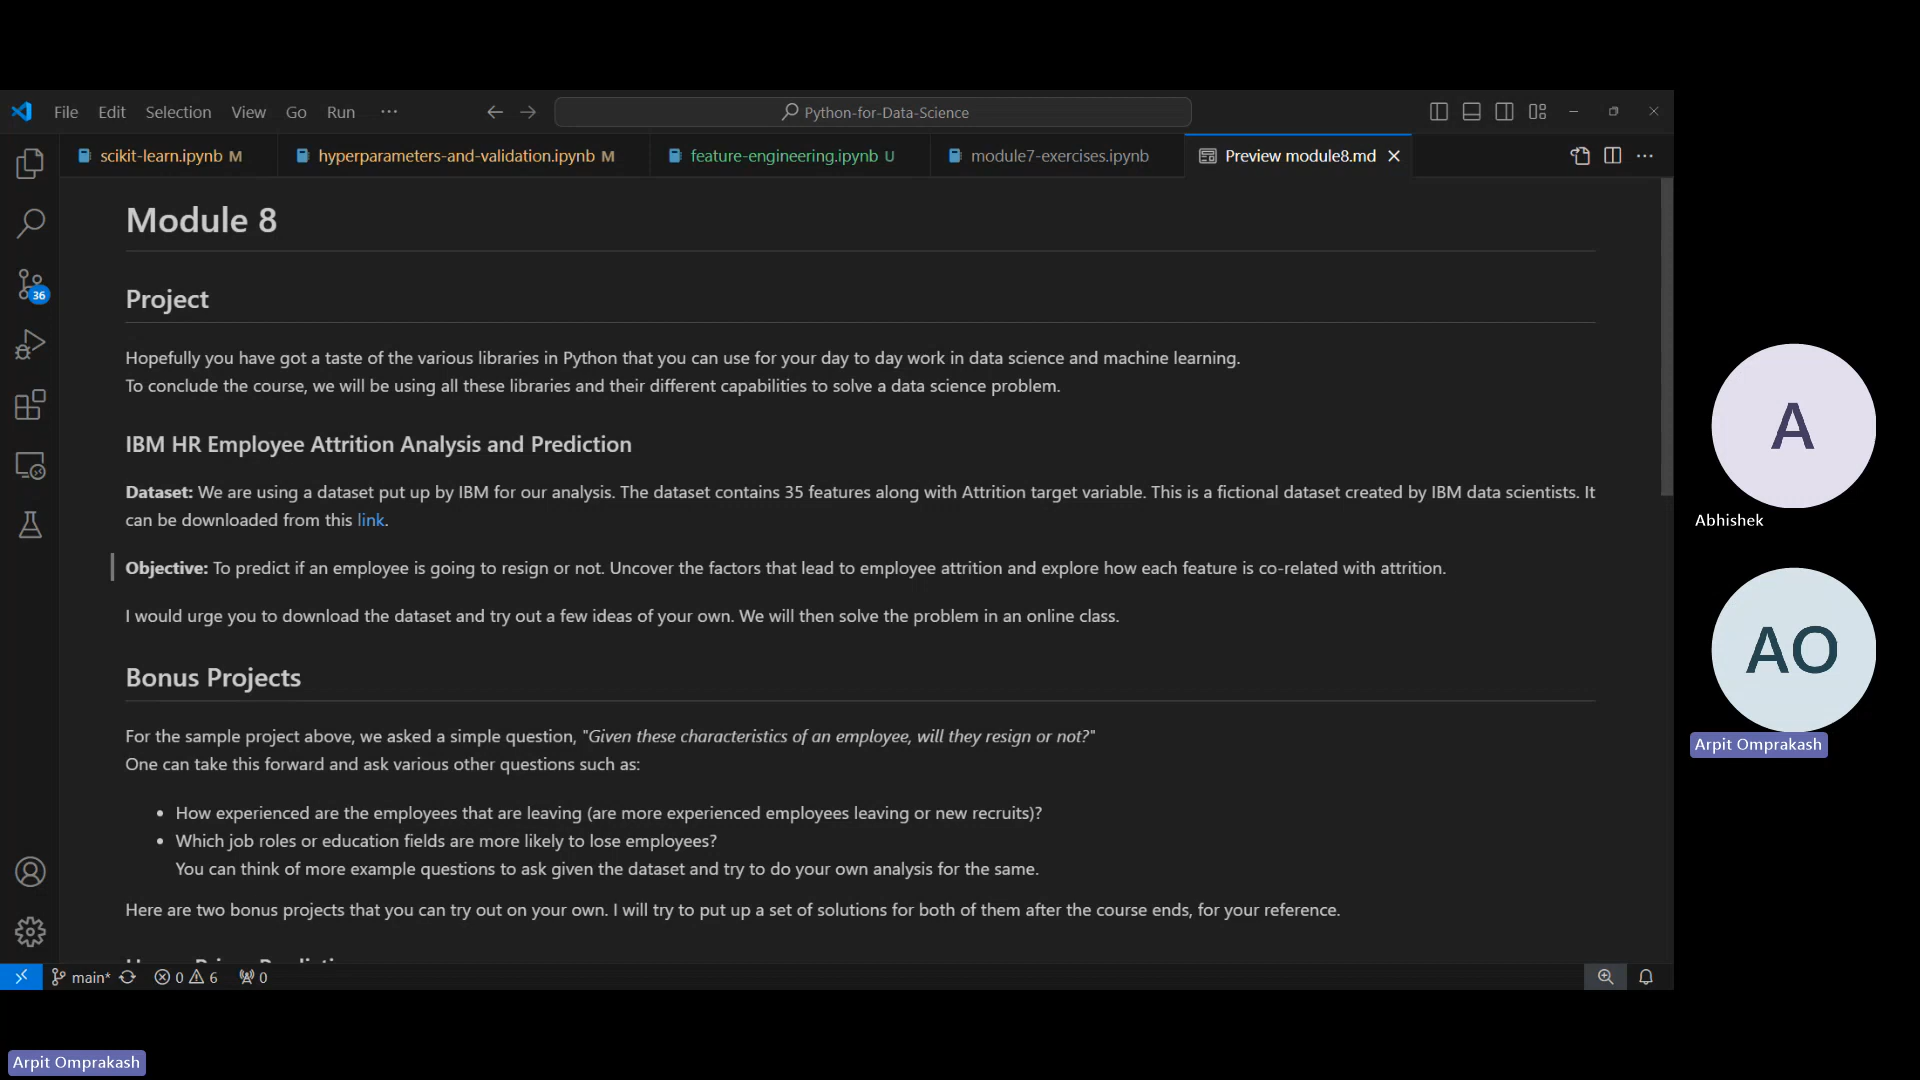 File Edit Selection View Go Run ··· Python-for-Data-Science
scikit-learn.ipynb M hyperparameters-and-validation.ipynb M feature-engineering.ipynb U module7-exercises.ipynb Preview module8.md
Module 8
Project
Hopefully you have got a taste of the various libraries in Python that you can use for your day to day work in data science and machine learning.
To conclude the course, we will be using all these libraries and their different capabilities to solve a data science problem.
IBM HR Employee Attrition Analysis and Prediction
Dataset: We are using a dataset put up by IBM for our analysis. The dataset contains 35 features along with Attrition target variable. This is a fictional dataset created by IBM data scientists. It
can be downloaded from this link.
Objective: To predict if an employee is going to resign or not. Uncover the factors that lead to employee attrition and explore how each feature is co-related with attrition.
I would urge you to download the dataset and try out a few ideas of your own. We will then solve the problem in an online class.
Bonus Projects
For the sample project above, we asked a simple question, "Given these characteristics of an employee, will they resign or not?"
One can take this forward and ask various other questions such as:
• How experienced are the employees that are leaving (are more experienced employees leaving or new recruits)?
• Which job roles or education fields are more likely to lose employees?
You can think of more example questions to ask given the dataset and try to do your own analysis for the same.
Here are two bonus projects that you can try out on your own. I will try to put up a set of solutions for both of them after the course ends, for your reference.
36
main* 0 6 0
A
Abhishek
AO
Arpit Omprakash
Arpit Omprakash